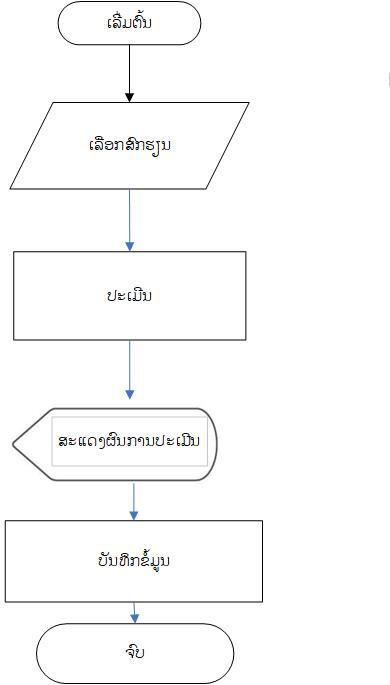 ເລີ່ມຕົ້ນ
ເລືອກສົກຮຽນ
ປະເມີນ
ສະແດງຜົນການປະເມີນ
ບັນທຶກຂໍ້ມູນ
ຈົບ